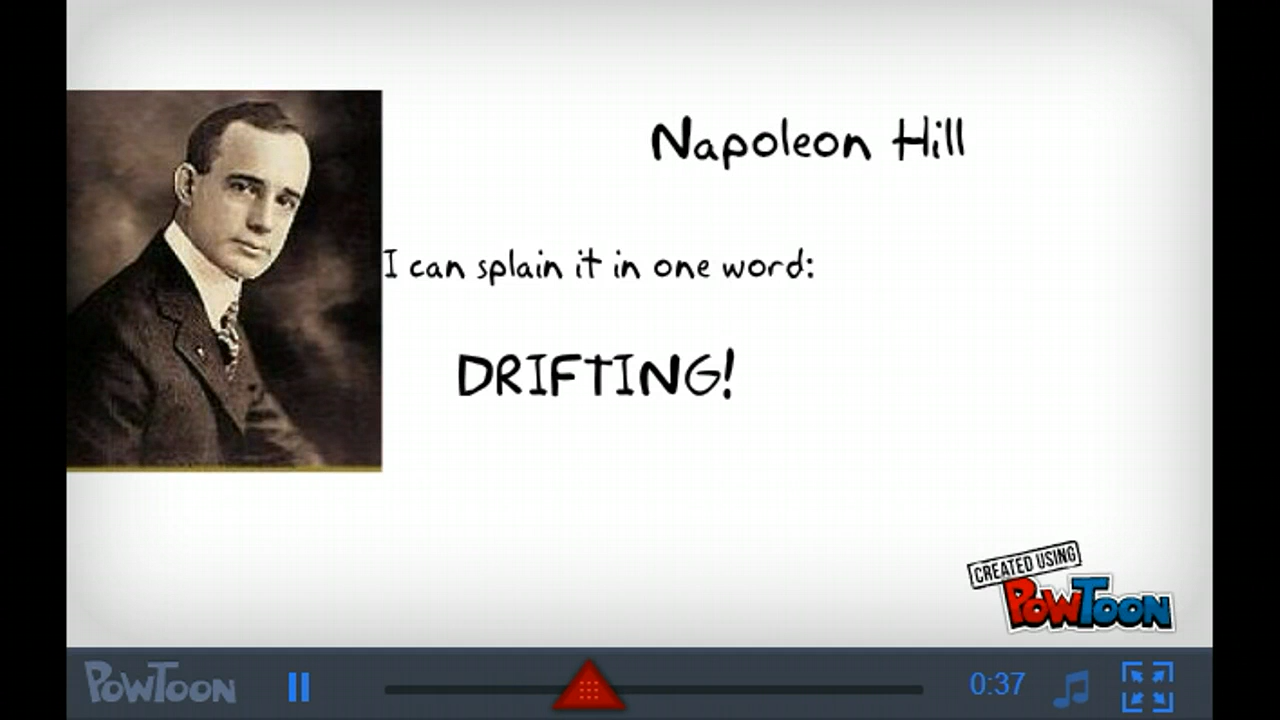 Napoleon Hill
I can splain it in one word:
DRIFTING!
CREATED USING
POWTOON
POWTOON
0:37